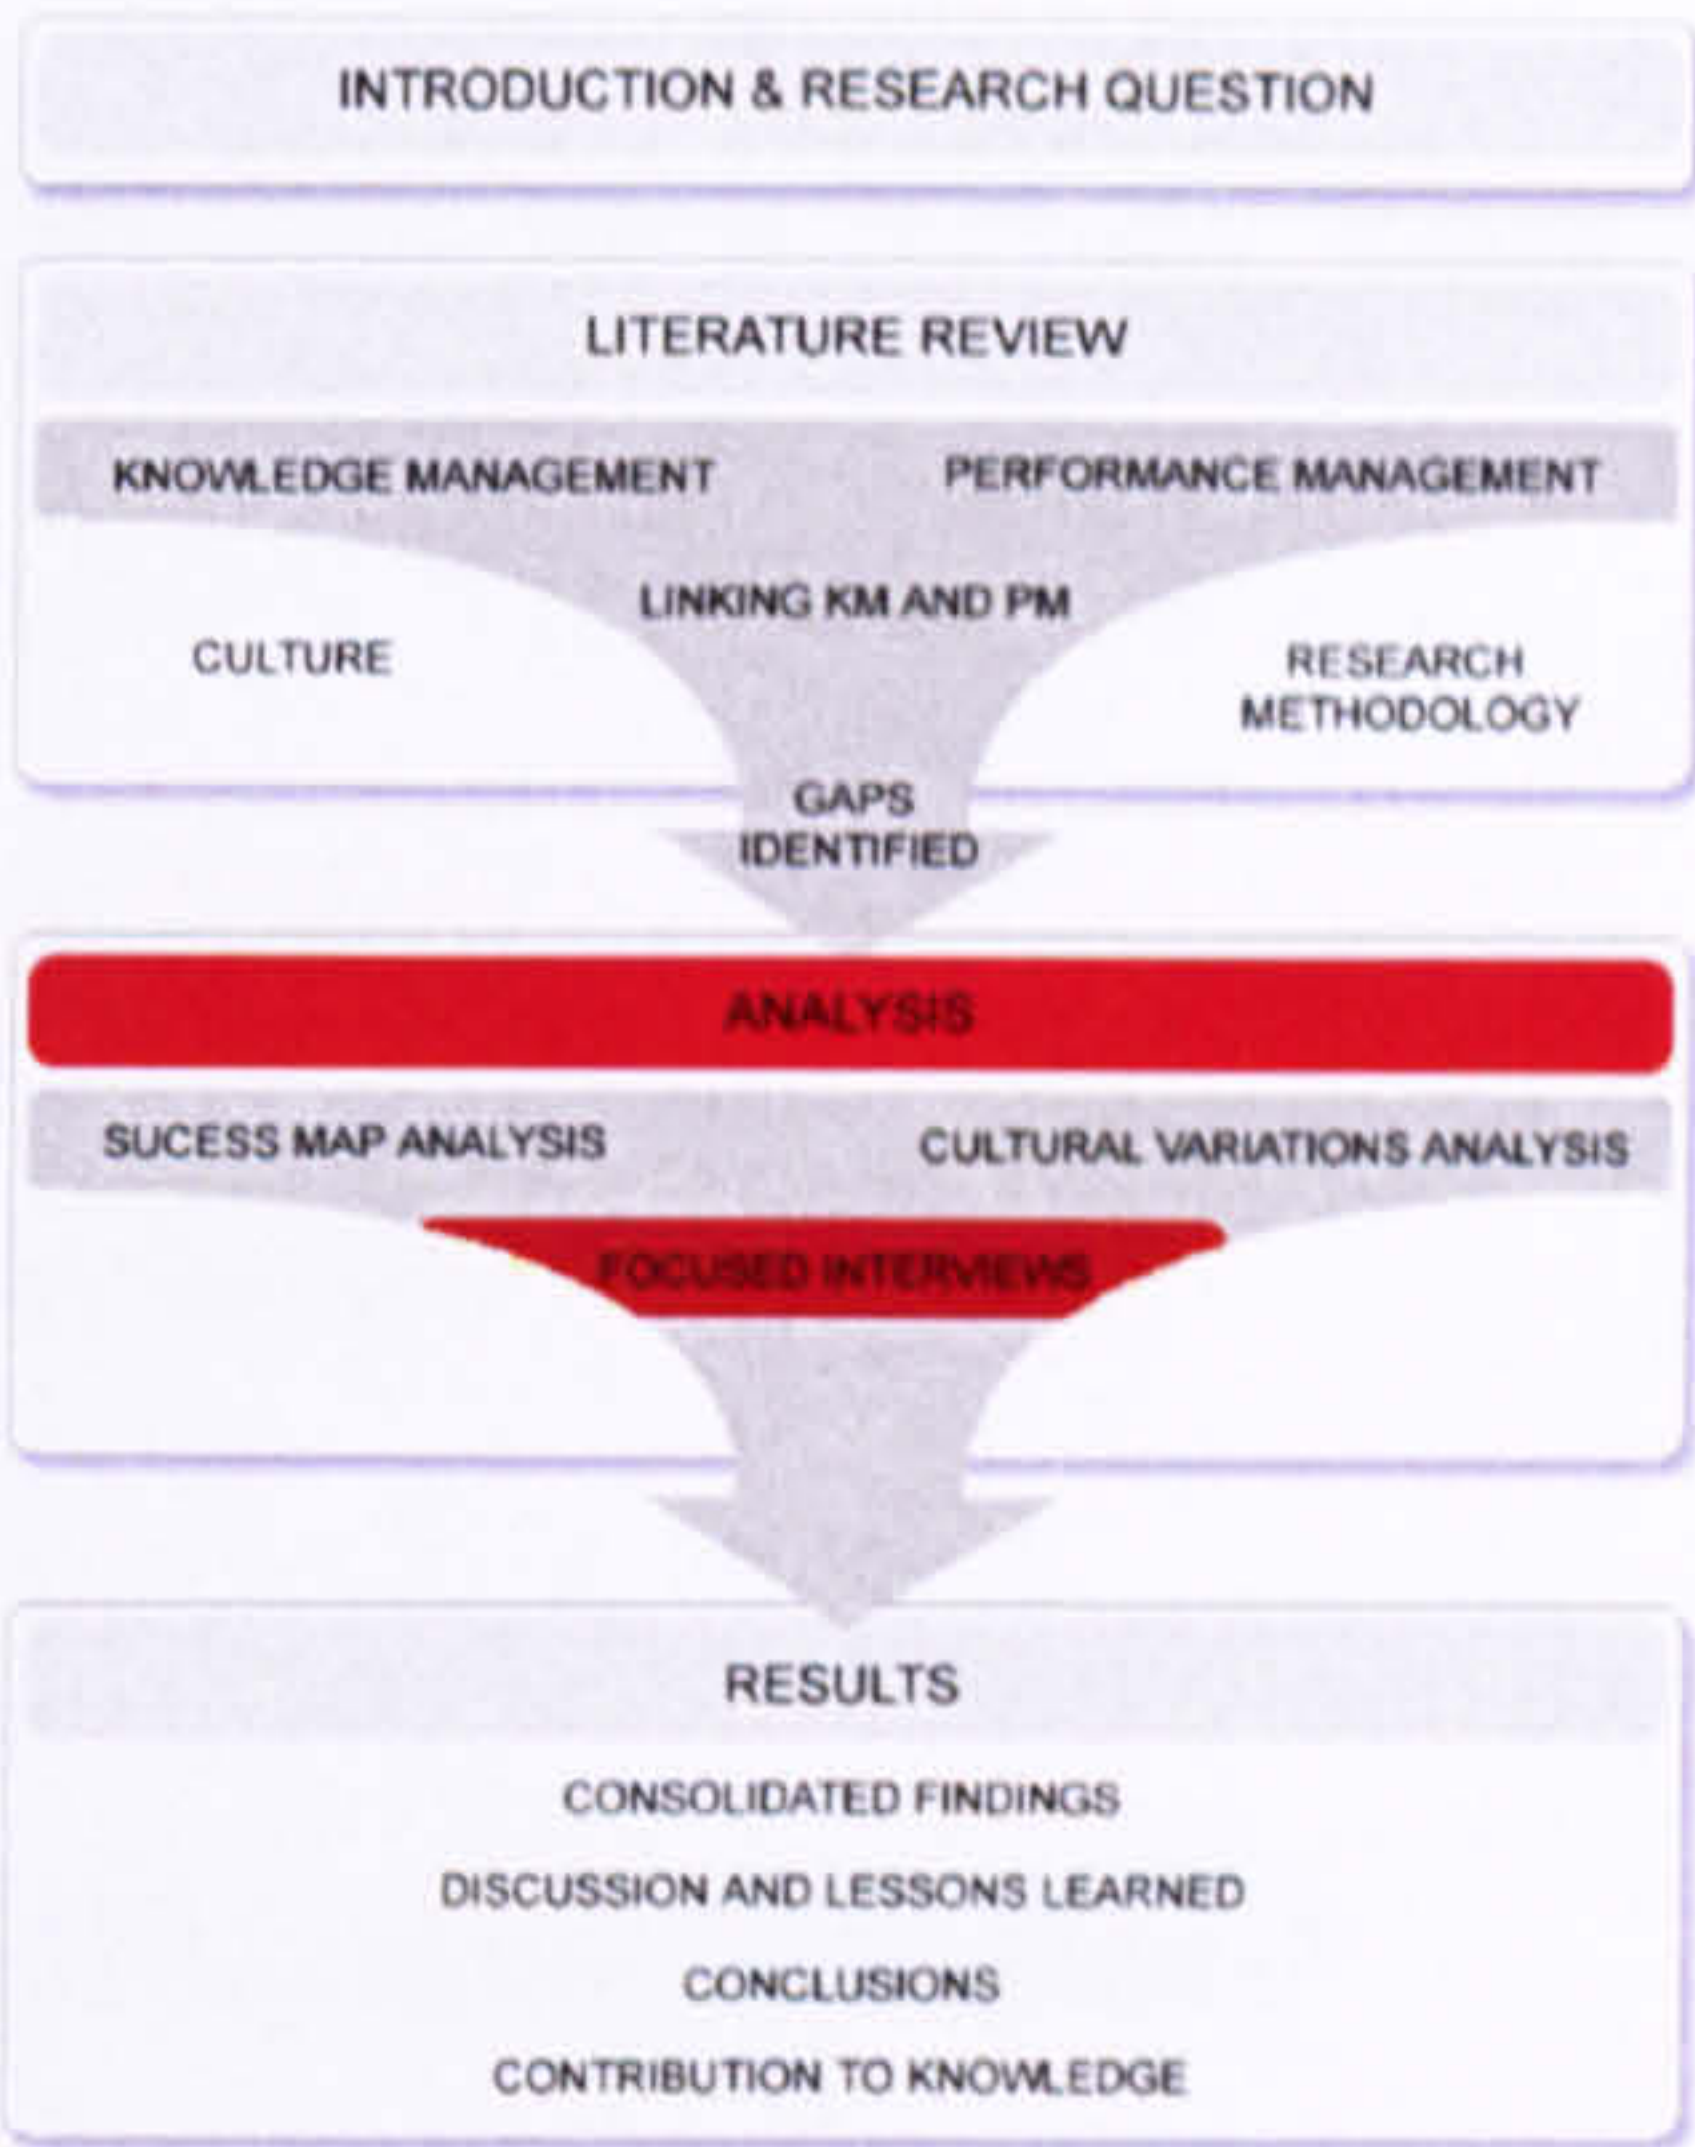 INTRODUCTION & RESEARCH QUESTION
LITERATURE REVIEW
KNOWLEDGE MANAGEMENT
PERFORMANCE MANAGEMENT
LINKING KM AND PM
CULTURE
RESEARCH
METHODOLOGY
GAPS
IDENTIFIED
ANALYSIS
SUCESS MAP ANALYSIS
CULTURAL VARIATIONS ANALYSIS
FOCUSED INTERVIEWS
RESULTS
CONSOLIDATED FINDINGS
DISCUSSION AND LESSONS LEARNED
CONCLUSIONS
CONTRIBUTION TO KNOWLEDGE